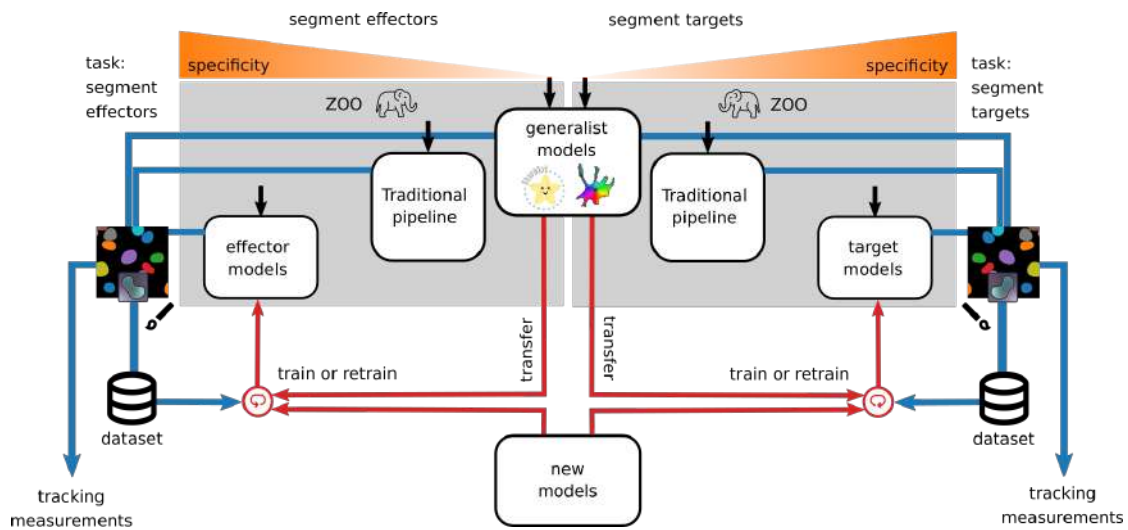 segment effectors
segment targets
specificity
specificity
task:
segment
effectors
task:
segment
targets
ZOO
ZOO
generalist
models
Traditional
pipeline
Traditional
pipeline
effector
models
target
models
transfer
transfer
train or retrain
train or retrain
dataset
dataset
new
models
tracking
measurements
tracking
measurements